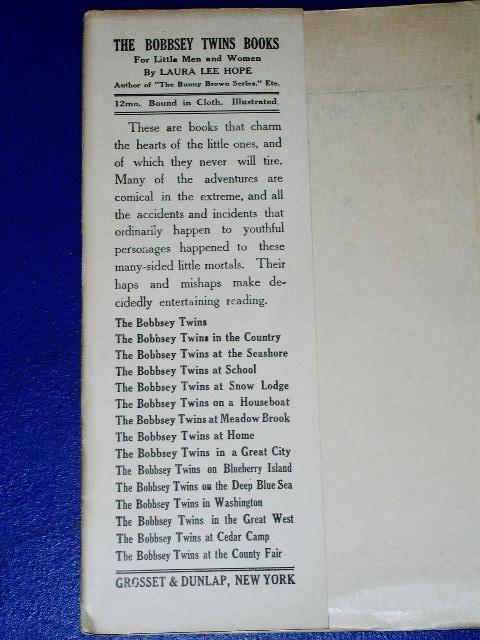 THE BOBBSEY TWINS BOOKS
For Little Men and Women
By LAURA LEE HOPE
Author of "The Bunny Brown Series," Etc.
12mo. Bound in Cloth. Illustrated.
These are books that charm
the hearts of the little ones, and
of which they never will tire.
Many of the adventures are
comical in the extreme, and all
the accidents and incidents that
ordinarily happen to youthful
personages happened to these
many-sided little mortals. Their
haps and mishaps make de-
cidedly entertaining reading.
The Bobbsey Twins
The Bobbsey Twins in the Country
The Bobbsey Twins at the Seashore
The Bobbsey Twins at School
The Bobbsey Twins at Snow Lodge
The Bobbsey Twins on a Houseboat
The Bobbsey Twins at Meadow Brook
The Bobbsey Twins at Home
The Bobbsey Twins in a Great City
The Bobbsey Twins on Blueberry Island
The Bobbsey Twins on the Deep Blue Sea
The Bobbsey Twins in Washington
The Bobbsey Twins in the Great West
The Bobbsey Twins at Cedar Camp
The Bobbsey Twins at the County Fair
GROSSET & DUNLAP, NEW YORK